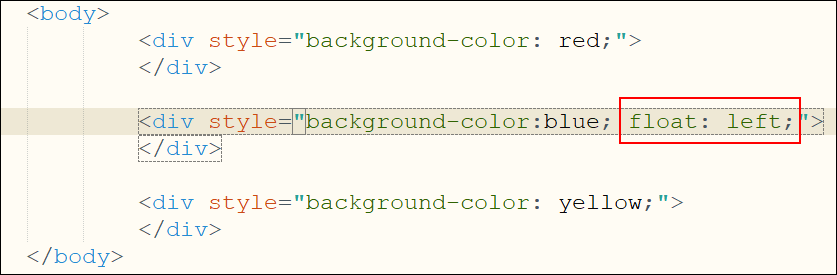 <body>
<div style="background-color: red;">
</div>
<div style="background-color:blue; float: left;">
</div>
<div style="background-color: yellow;">
</div>
</body>